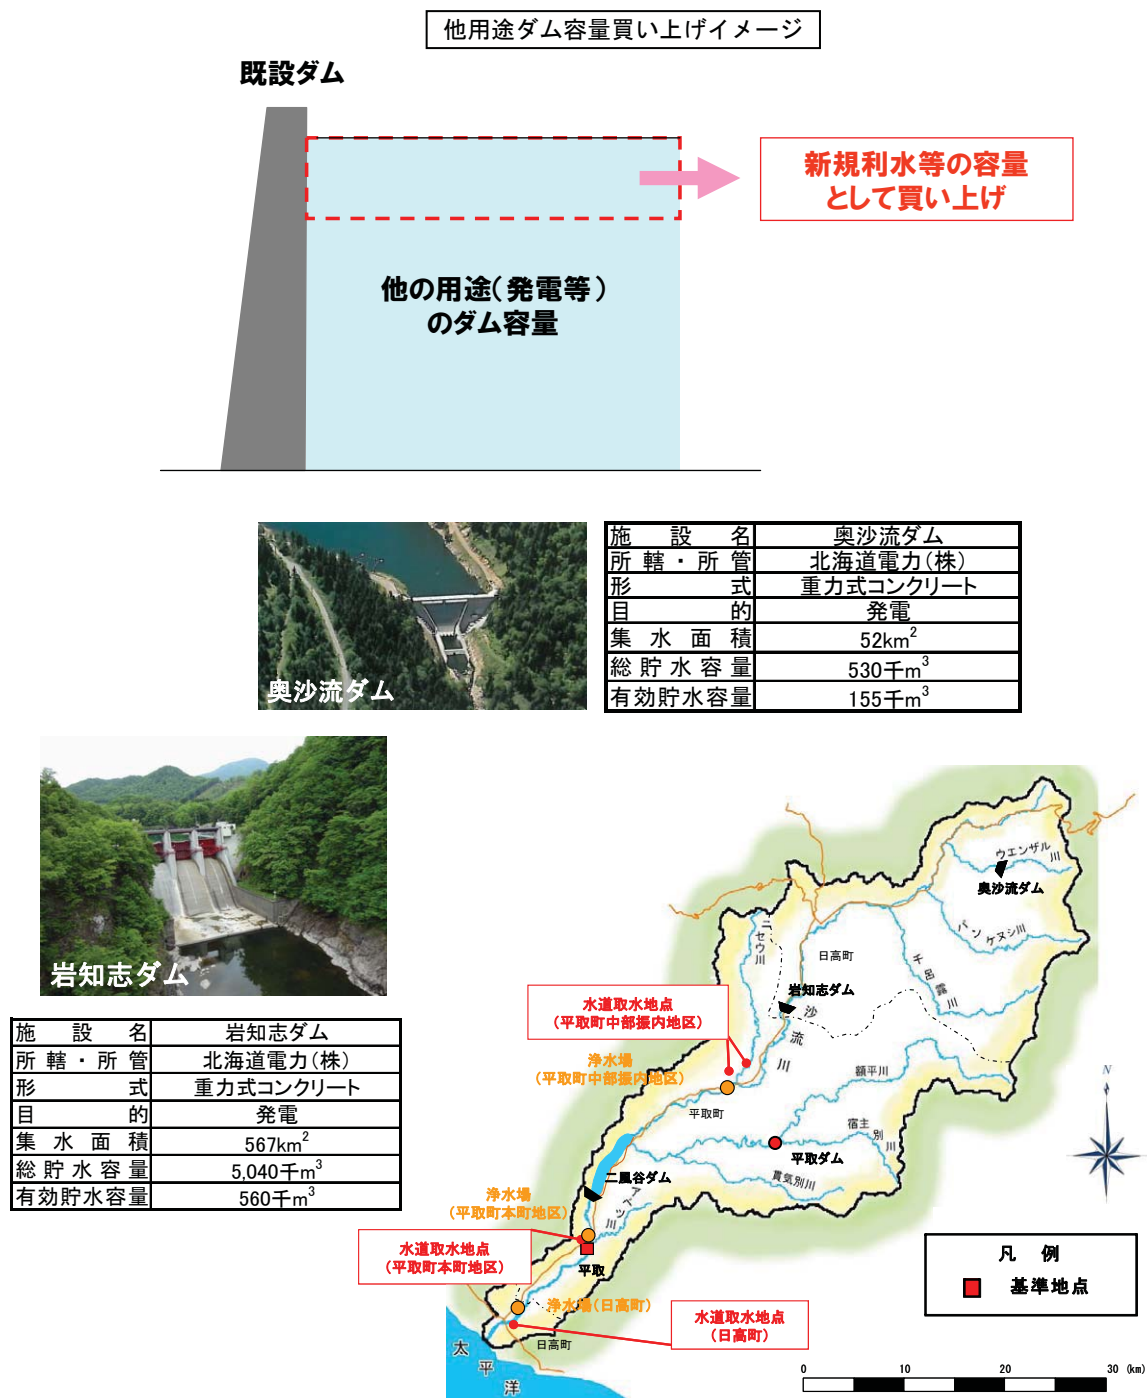 他用途ダム容量買い上げイメージ
既設ダム
新規利水等の容量
として買い上げ
他の用途(発電等)
のダム容量
奥沙流ダム
施設名 奥沙流ダム
所轄・所管 北海道電力(株)
形式 重力式コンクリート
目的 発電
集水面積 52km²
総貯水容量 530千m³
有効貯水容量 155千m³
岩知志ダム
施設名 岩知志ダム
所轄・所管 北海道電力(株)
形式 重力式コンクリート
目的 発電
集水面積 567km²
総貯水容量 5,040千m³
有効貯水容量 560千m³
ウエンザル川
奥沙流ダム
パンケヌシ川
ニセウ川
日高町
千呂露川
岩知志ダム
水道取水地点
(平取町中部振内地区)
沙流川
浄水場
(平取町中部振内地区)
額平川
N
平取町
宿主別川
平取ダム
二風谷ダム
貫気別川
アベツ川
浄水場
(平取町本町地区)
水道取水地点
(平取町本町地区)
平取
浄水場(日高町)
水道取水地点
(日高町)
日高町
太平洋
凡例
基準地点
0 10 20 30 (km)